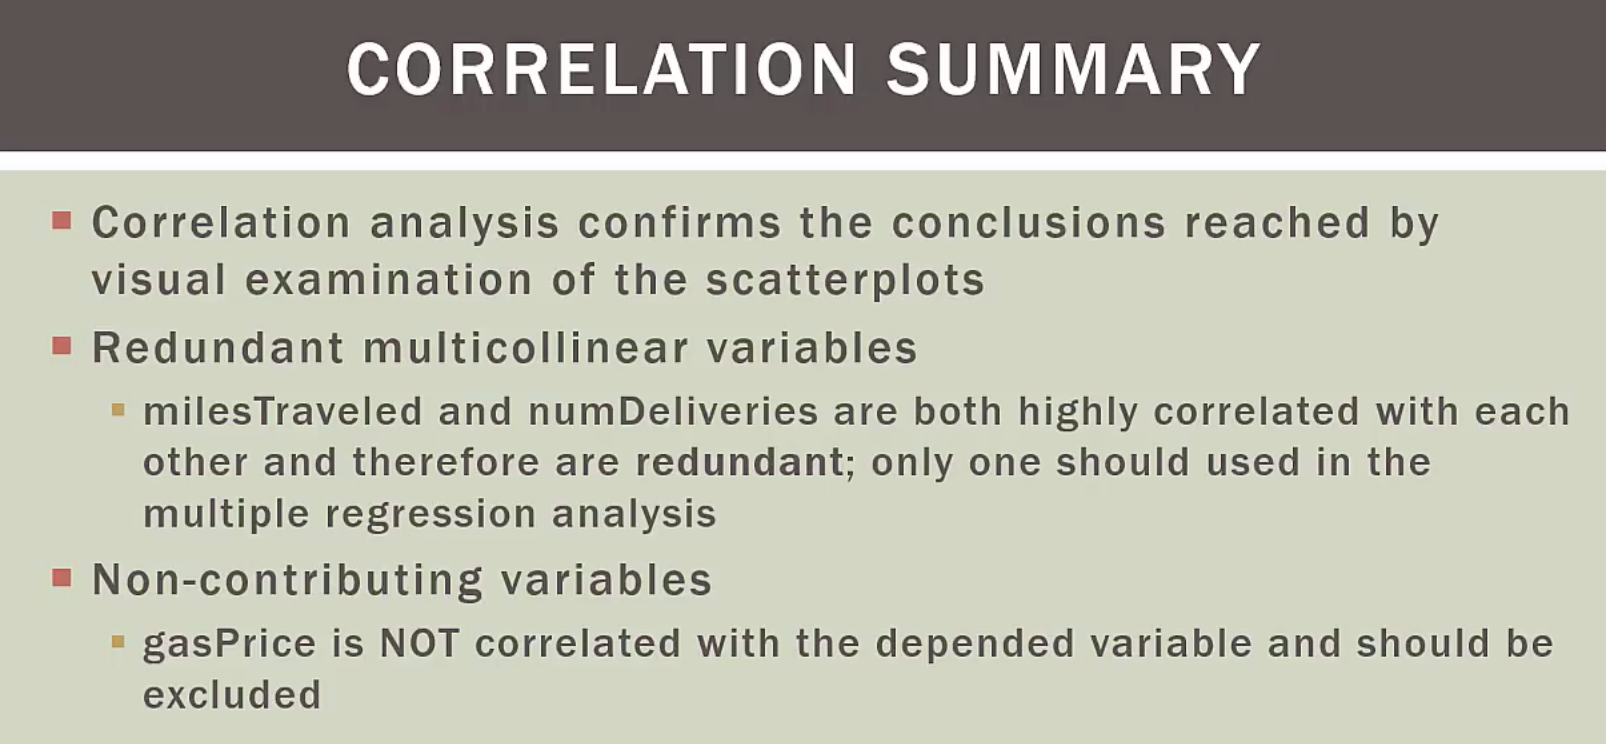 CORRELATION SUMMARY
Correlation analysis confirms the conclusions reached by
visual examination of the scatterplots
Redundant multicollinear variables
milesTraveled and numDeliveries are both highly correlated with each
other and therefore are redundant; only one should used in the
multiple regression analysis
Non-contributing variables
gasPrice is NOT correlated with the depended variable and should be
excluded